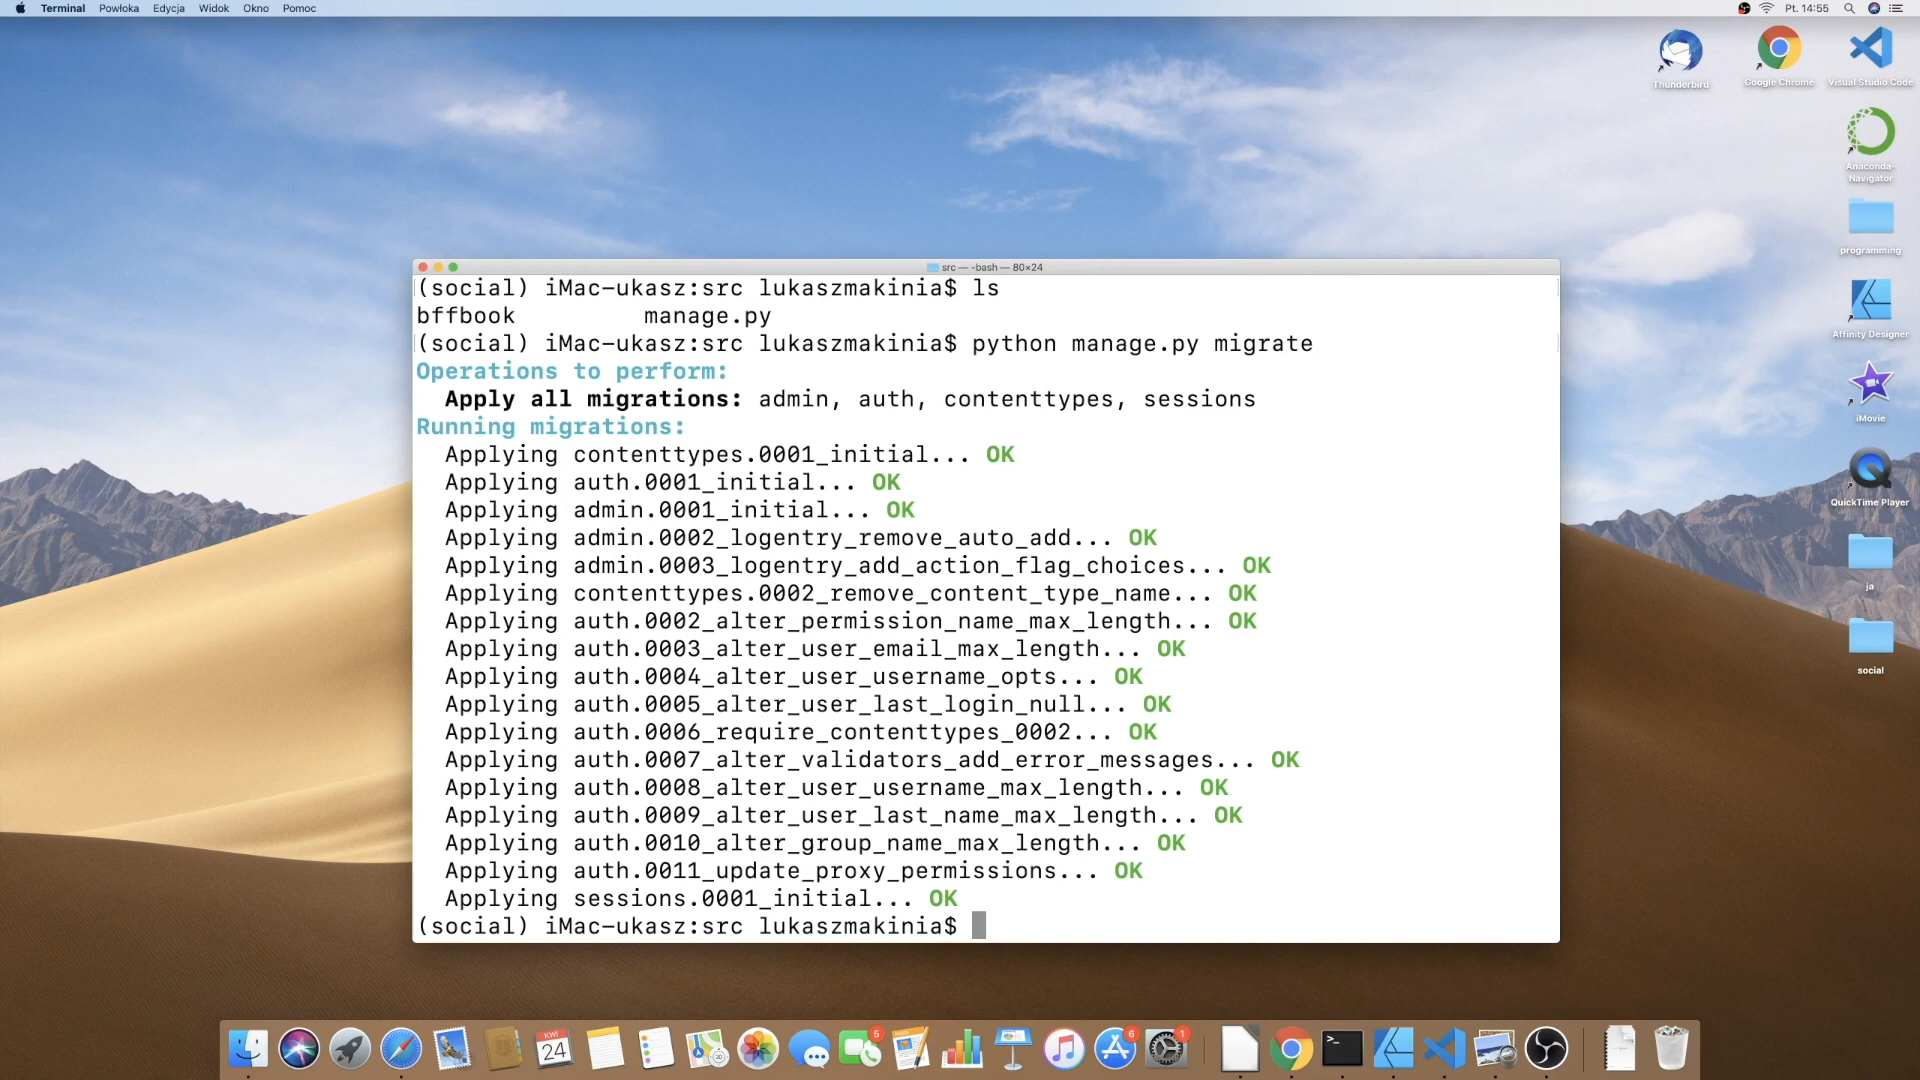 Terminal Powłoka Edycja Widok Okno Pomoc
Pt. 14:55
Thunderbird
Google Chrome
Visual Studio Code
Anaconda-
Navigator
programming
Affinity Designer
iMovie
QuickTime Player
ja
social
src — -bash — 80×24
(social) iMac-ukasz:src lukaszmakinia$ ls
bffbook manage.py
(social) iMac-ukasz:src lukaszmakinia$ python manage.py migrate
Operations to perform:
Apply all migrations: admin, auth, contenttypes, sessions
Running migrations:
Applying contenttypes.0001_initial... OK
Applying auth.0001_initial... OK
Applying admin.0001_initial... OK
Applying admin.0002_logentry_remove_auto_add... OK
Applying admin.0003_logentry_add_action_flag_choices... OK
Applying contenttypes.0002_remove_content_type_name... OK
Applying auth.0002_alter_permission_name_max_length... OK
Applying auth.0003_alter_user_email_max_length... OK
Applying auth.0004_alter_user_username_opts... OK
Applying auth.0005_alter_user_last_login_null... OK
Applying auth.0006_require_contenttypes_0002... OK
Applying auth.0007_alter_validators_add_error_messages... OK
Applying auth.0008_alter_user_username_max_length... OK
Applying auth.0009_alter_user_last_name_max_length... OK
Applying auth.0010_alter_group_name_max_length... OK
Applying auth.0011_update_proxy_permissions... OK
Applying sessions.0001_initial... OK
(social) iMac-ukasz:src lukaszmakinia$
KWI
24
5
6
1